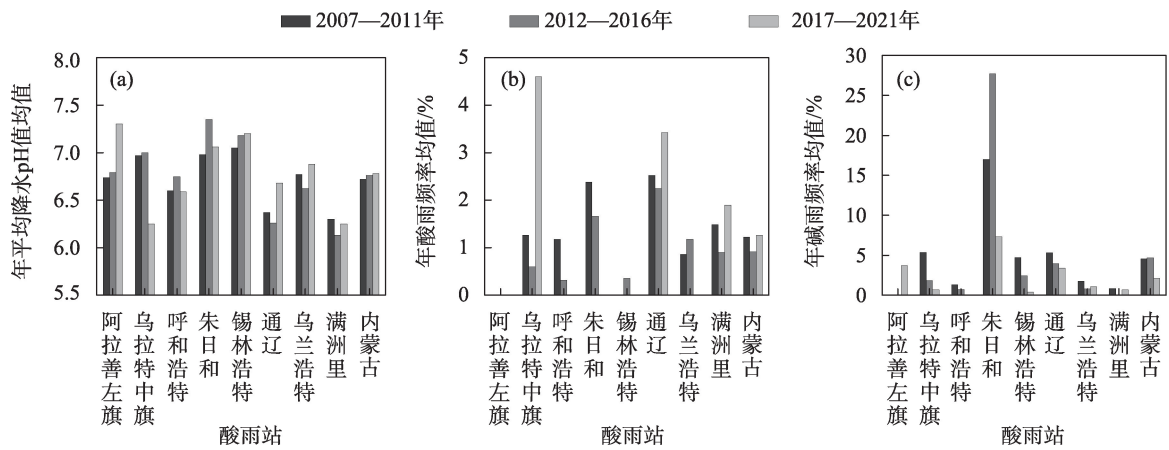 2007—2011年 2012—2016年 2017—2021年
(a)
年平均降水pH值均值
8.0
7.5
7.0
6.5
6.0
5.5
阿拉善左旗
乌拉特中旗
呼和浩特
朱日和
锡林浩特
通辽
乌兰浩特
满洲里
内蒙古
酸雨站
(b)
年酸雨频率均值/%
5
4
3
2
1
0
阿拉善左旗
乌拉特中旗
呼和浩特
朱日和
锡林浩特
通辽
乌兰浩特
满洲里
内蒙古
酸雨站
(c)
年碱雨频率均值/%
30
25
20
15
10
5
0
阿拉善左旗
乌拉特中旗
呼和浩特
朱日和
锡林浩特
通辽
乌兰浩特
满洲里
内蒙古
酸雨站